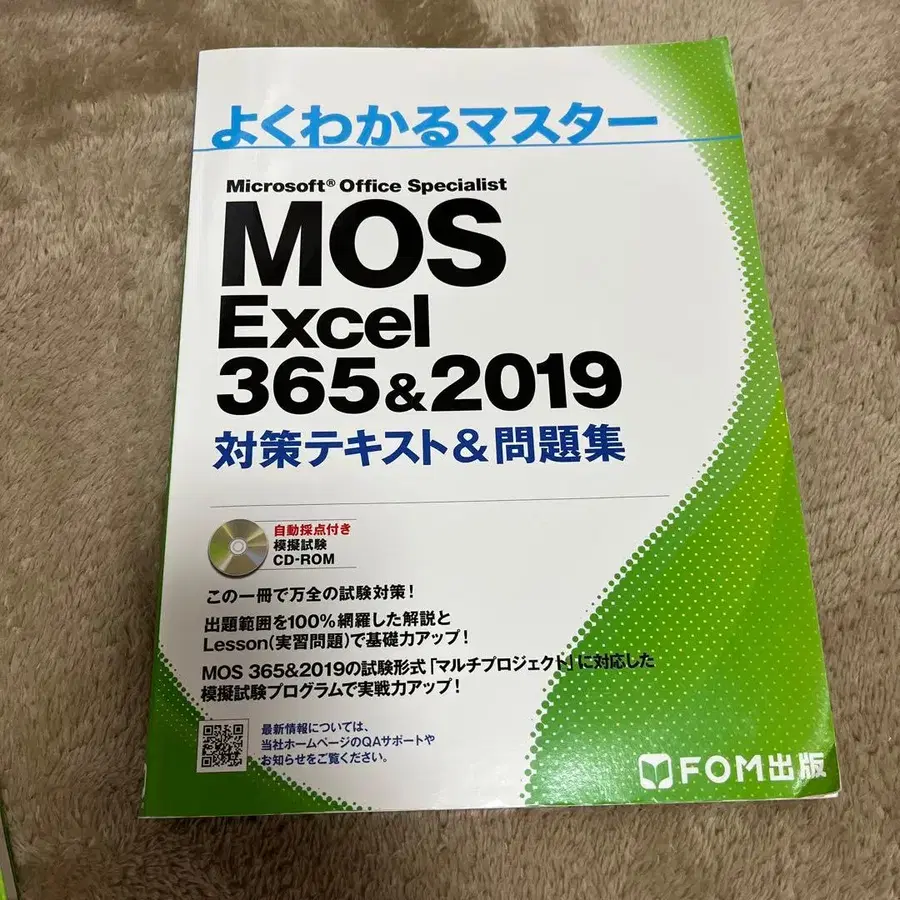 よくわかるマスター
Microsoft® Office Specialist
MOS
Excel
365&2019
対策テキスト&問題集
自動採点付き
模擬試験
CD-ROM
この一冊で万全の試験対策!
出題範囲を100%網羅した解説と
Lesson(実習問題)で基礎力アップ!
MOS 365&2019の試験形式「マルチプロジェクト」に対応した
模擬試験プログラムで実戦力アップ!
最新情報については、
当社ホームページのQAサポートや
お知らせをご覧ください。
FOM出版